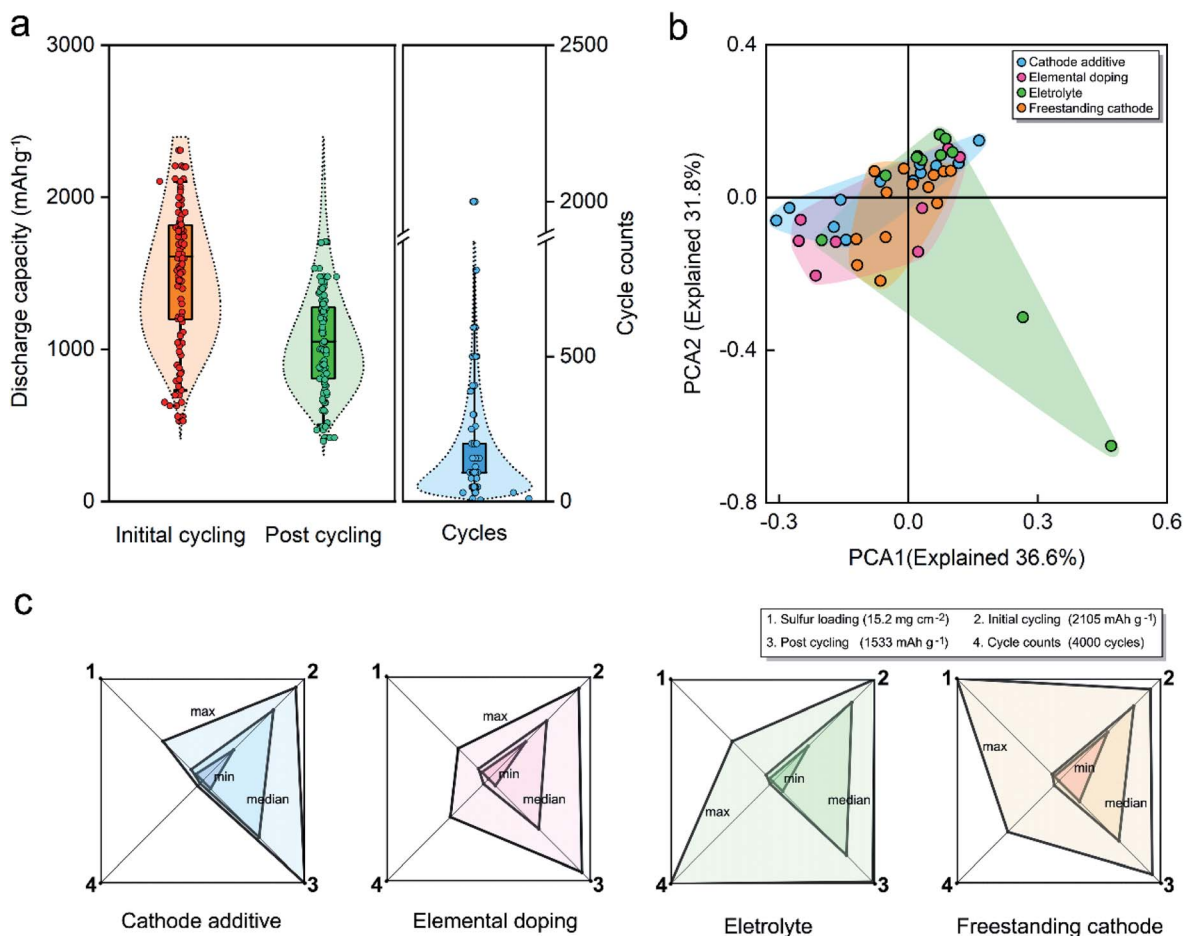 a
3000
2000
1000
0
Discharge capacity (mAhg⁻¹)
Initital cycling
Post cycling
Cycles
2500
2000
500
0
Cycle counts
b
0.4
0.0
-0.4
-0.8
PCA2 (Explained 31.8%)
Cathode additive
Elemental doping
Eletrolyte
Freestanding cathode
-0.3
0.0
0.3
0.6
PCA1(Explained 36.6%)
c
1. Sulfur loading (15.2 mg cm⁻²) 2. Initial cycling (2105 mAh g⁻¹)
3. Post cycling (1533 mAh g⁻¹) 4. Cycle counts (4000 cycles)
1 2
max
min
median
4 3
Cathode additive
1 2
max
min
median
4 3
Elemental doping
1 2
min
median
max
4 3
Eletrolyte
1 2
max
min
median
4 3
Freestanding cathode